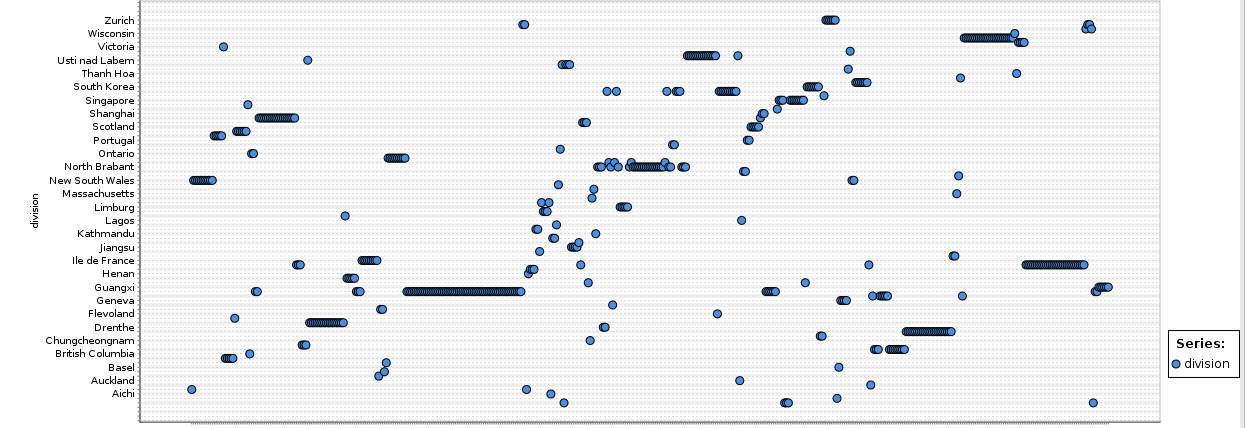 Zurich
Wisconsin
Victoria
Usti nad Labem
Thanh Hoa
South Korea
Singapore
Shanghai
Scotland
Portugal
Ontario
North Brabant
New South Wales
Massachusetts
Limburg
Lagos
Kathmandu
Jiangsu
Ile de France
Henan
Guangxi
Geneva
Flevoland
Drenthe
Chungcheongnam
British Columbia
Basel
Auckland
Aichi
division
Series:
division